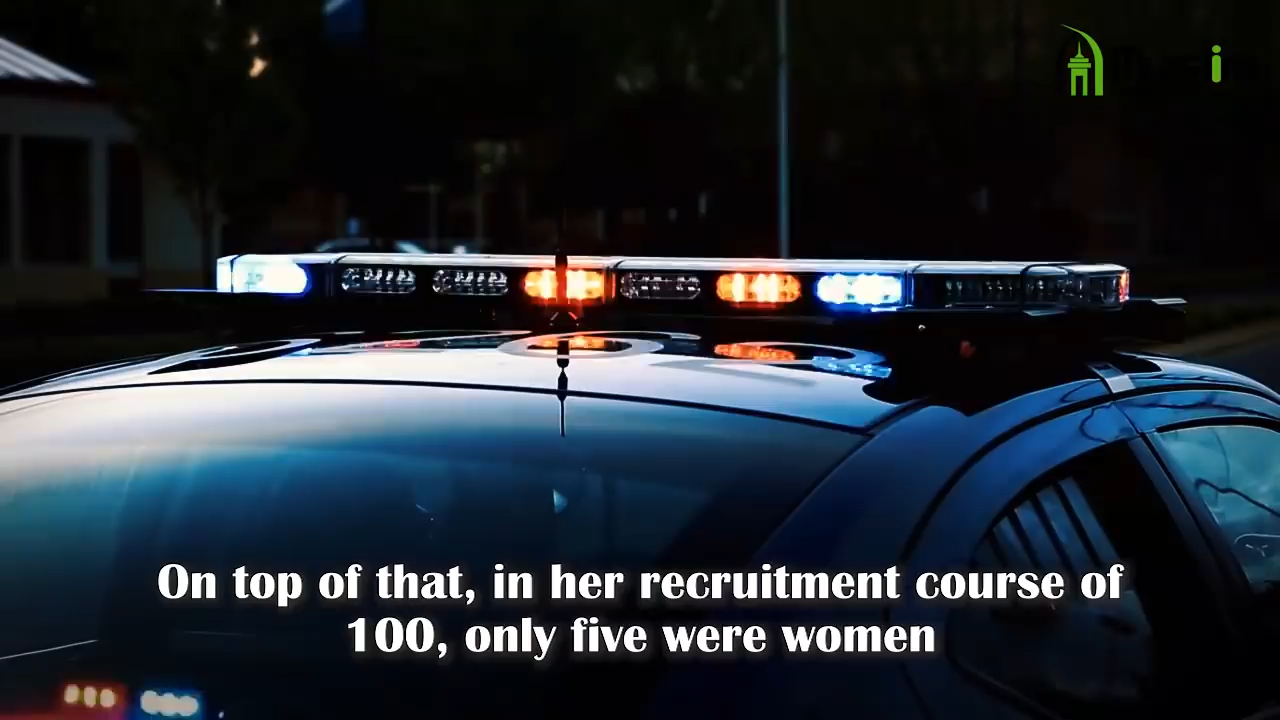 On top of that, in her recruitment course of
100, only five were women